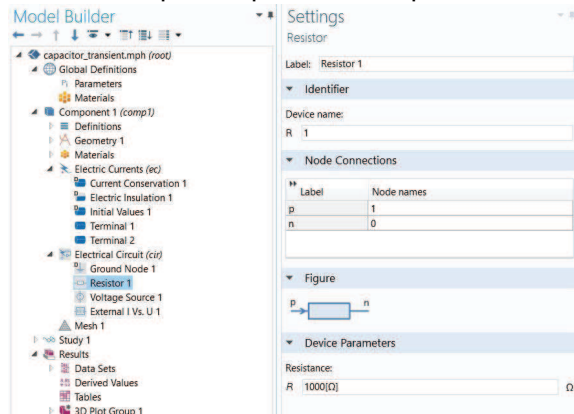 Model Builder
capacitor_transient.mph (root)
Global Definitions
Parameters
Materials
Component 1 (comp1)
Definitions
Geometry 1
Materials
Electric Currents (ec)
Current Conservation 1
Electric Insulation 1
Initial Values 1
Terminal 1
Terminal 2
Electrical Circuit (cir)
Ground Node 1
Resistor 1
Voltage Source 1
External I Vs. U 1
Mesh 1
Study 1
Results
Data Sets
Derived Values
Tables
3D Plot Group 1
Settings
Resistor
Label: Resistor 1
Identifier
Device name:
R 1
Node Connections
Label Node names
p 1
n 0
Figure
p n
Device Parameters
Resistance:
R 1000[Ω] Ω